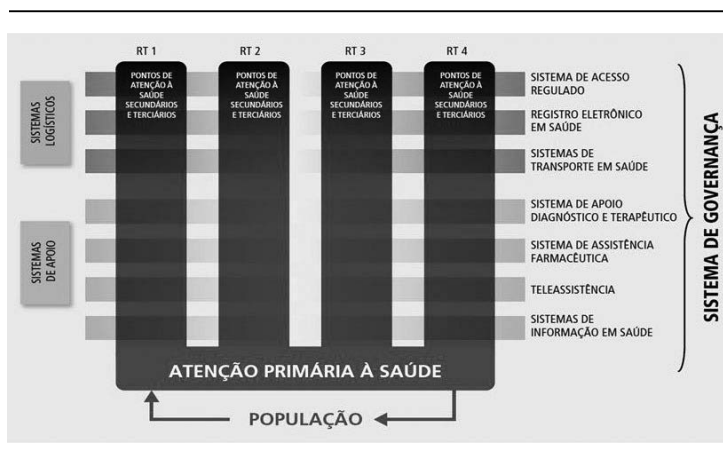 RT 1
RT 2
RT 3
RT 4
PONTOS DE
ATENÇÃO À
SAÚDE
SECUNDÁRIOS
E TERCIÁRIOS
PONTOS DE
ATENÇÃO À
SAÚDE
SECUNDÁRIOS
E TERCIÁRIOS
PONTOS DE
ATENÇÃO À
SAÚDE
SECUNDÁRIOS
E TERCIÁRIOS
PONTOS DE
ATENÇÃO À
SAÚDE
SECUNDÁRIOS
E TERCIÁRIOS
SISTEMAS
LOGÍSTICOS
SISTEMAS
DE APOIO
SISTEMA DE ACESSO
REGULADO
REGISTRO ELETRÔNICO
EM SAÚDE
SISTEMAS DE
TRANSPORTE EM SAÚDE
SISTEMA DE APOIO
DIAGNÓSTICO E TERAPÊUTICO
SISTEMA DE ASSISTÊNCIA
FARMACÊUTICA
TELEASSISTÊNCIA
SISTEMAS DE
INFORMAÇÃO EM SAÚDE
SISTEMA DE GOVERNANÇA
ATENÇÃO PRIMÁRIA À SAÚDE
POPULAÇÃO